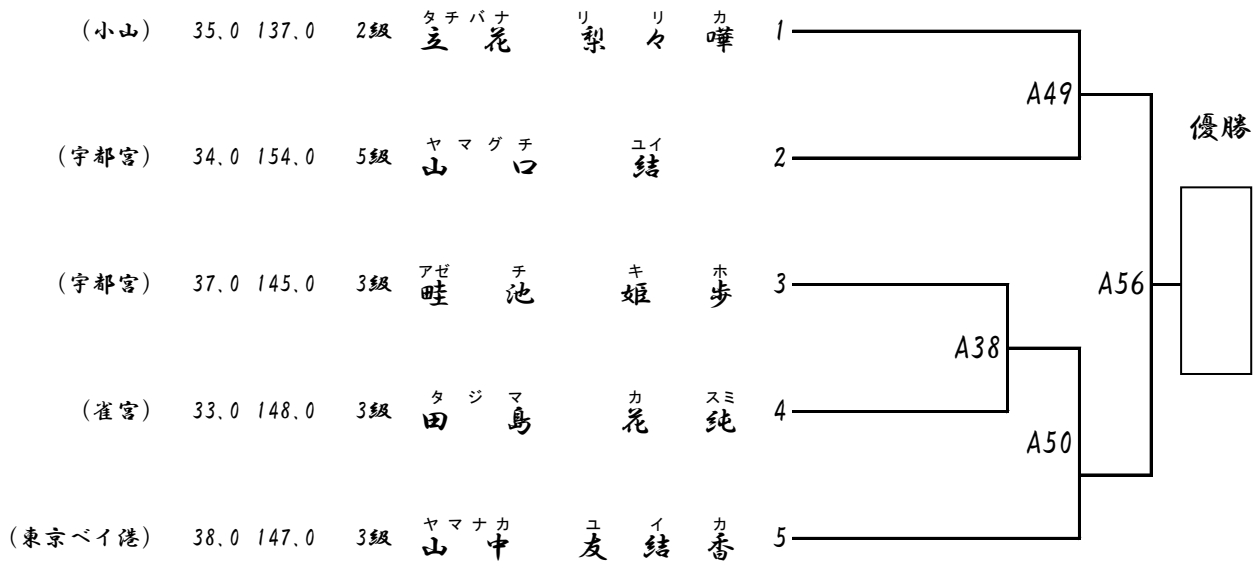 タチバナ リ リ カ
(小山) 35.0 137.0 2級 立花 梨々嘩 1
A49
優勝
ヤマグチ ユイ
(宇都宮) 34.0 154.0 5級 山口 結 2
アゼ チ キ ホ
(宇都宮) 37.0 145.0 3級 畦池 姫歩 3
A56
A38
タジマ カ スミ
(雀宮) 33.0 148.0 3級 田島 花純 4
A50
ヤマナカ ユ イ カ
(東京ベイ港) 38.0 147.0 3級 山中 友結香 5